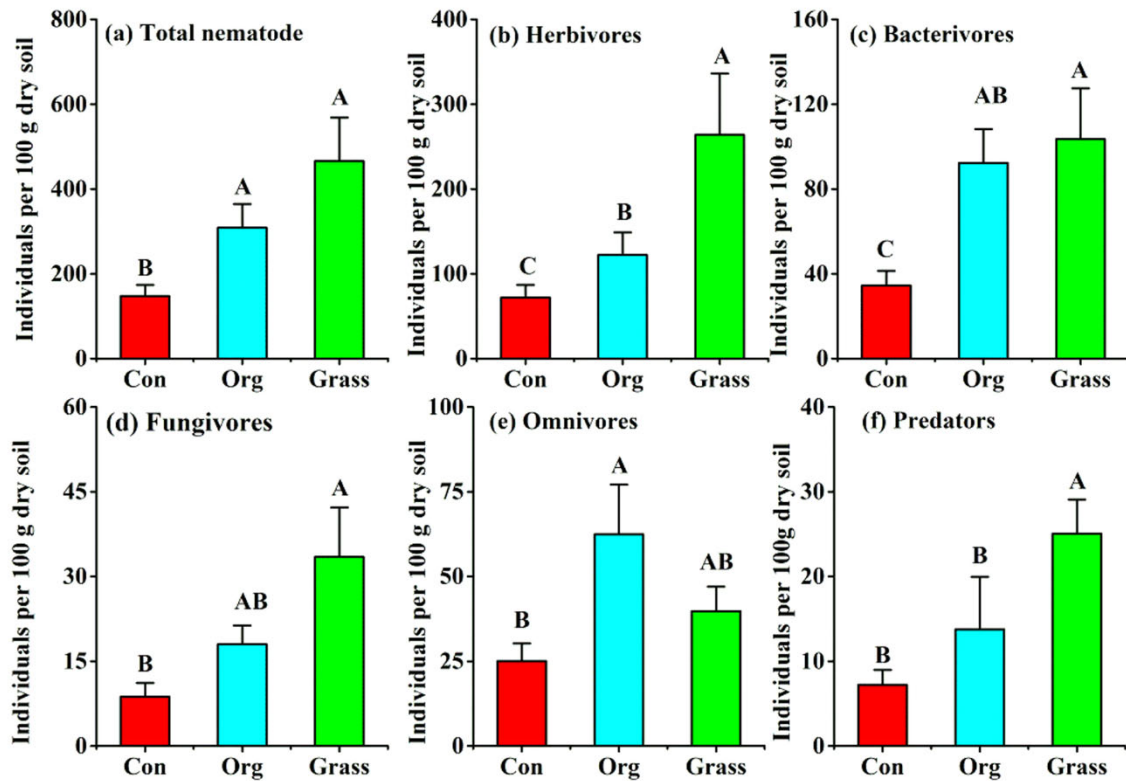 (a) Total nematode
Individuals per 100 g dry soil
800
600
400
200
0
B
A
A
Con Org Grass
(b) Herbivores
Individuals per 100 g dry soil
400
300
200
100
0
C
B
A
Con Org Grass
(c) Bacterivores
Individuals per 100 g dry soil
160
120
80
40
0
C
AB
A
Con Org Grass
(d) Fungivores
Individuals per 100 g dry soil
60
45
30
15
0
B
AB
A
Con Org Grass
(e) Omnivores
Individuals per 100 g dry soil
100
75
50
25
0
B
A
AB
Con Org Grass
(f) Predators
Individuals per 100g dry soil
40
30
20
10
0
B
B
A
Con Org Grass